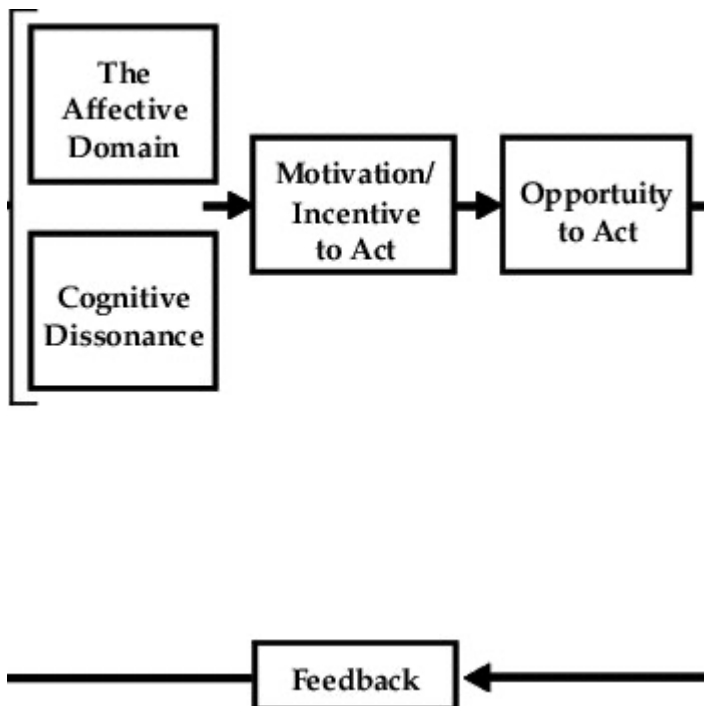 The
Affective
Domain
Cognitive
Dissonance
Motivation/
Incentive
to Act
Opportuity
to Act
Feedback